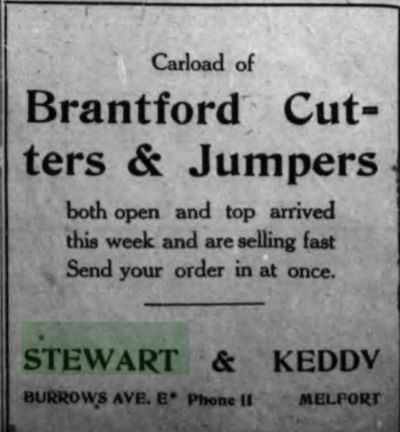 Carload of
Brantford Cut-
ters & Jumpers
both open and top arrived
this week and are selling fast
Send your order in at once.
STEWART & KEDDY
BURROWS AVE. E• Phone 11 MELFORT